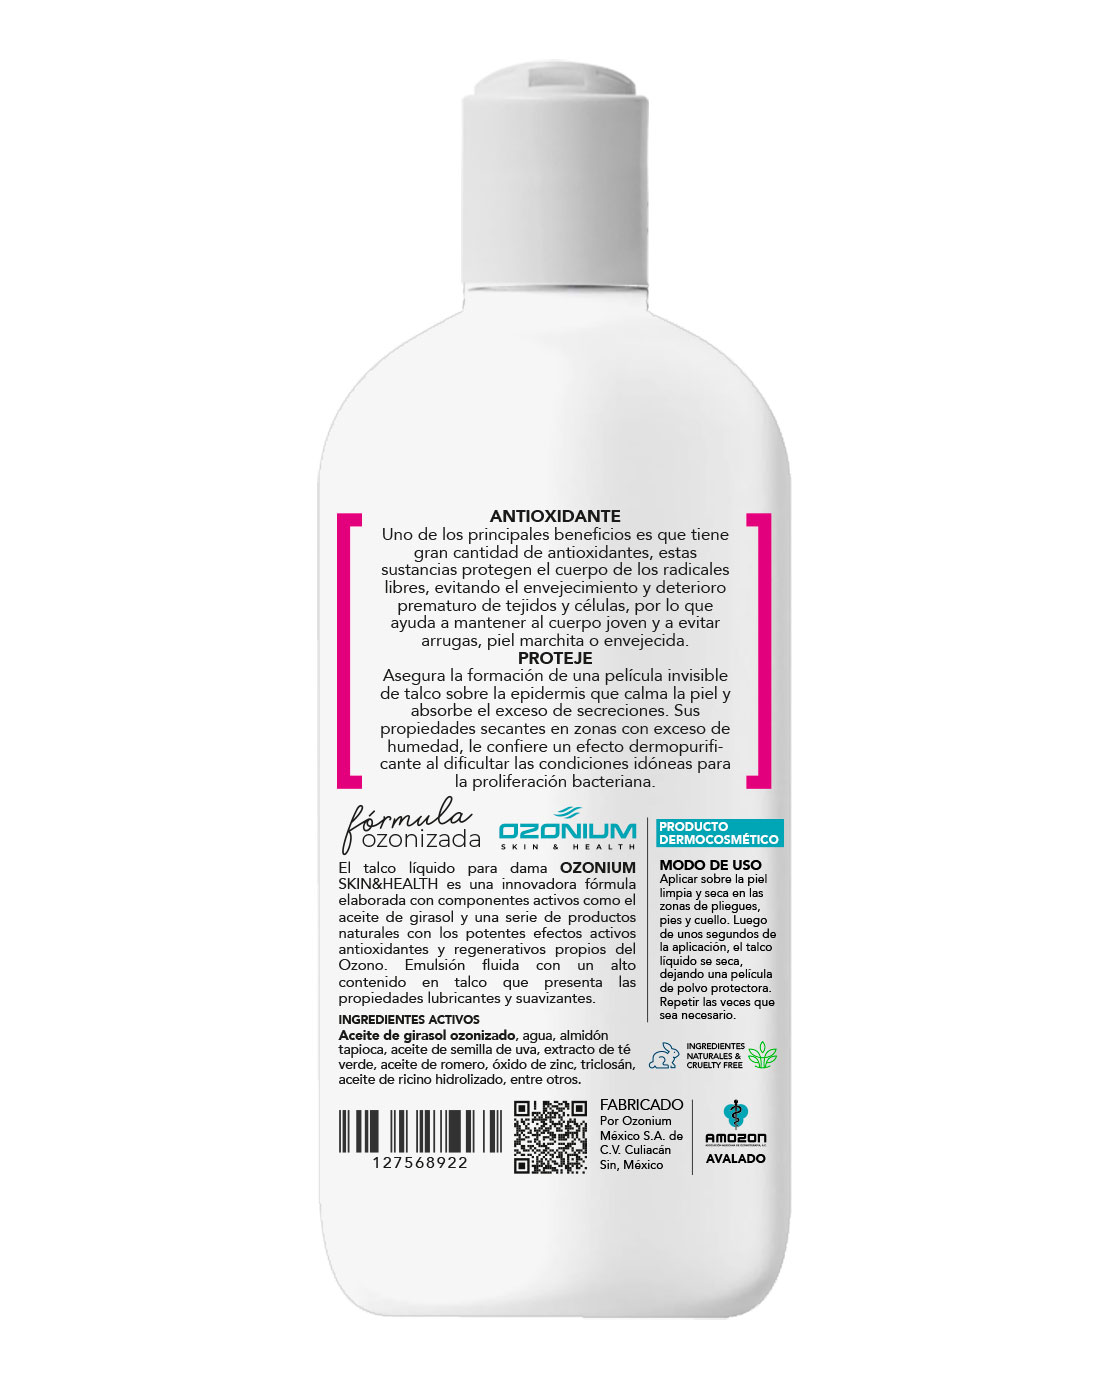 ANTIOXIDANTE
Uno de los principales beneficios es que tiene
gran cantidad de antioxidantes, estas
sustancias protegen el cuerpo de los radicales
libres, evitando el envejecimiento y deterioro
prematuro de tejidos y células, por lo que
ayuda a mantener al cuerpo joven y a evitar
arrugas, piel marchita o envejecida.
PROTEJE
Asegura la formación de una película invisible
de talco sobre la epidermis que calma la piel y
absorbe el exceso de secreciones. Sus
propiedades secantes en zonas con exceso de
humedad, le confiere un efecto dermopurifi-
cante al dificultar las condiciones idóneas para
la proliferación bacteriana.
fórmula
ozonizada
OZONIUM
SKIN & HEALTH
El talco líquido para dama OZONIUM
SKIN&HEALTH es una innovadora fórmula
elaborada con componentes activos como el
aceite de girasol y una serie de productos
naturales con los potentes efectos activos
antioxidantes y regenerativos propios del
Ozono. Emulsión fluida con un alto
contenido en talco que presenta las
propiedades lubricantes y suavizantes.
INGREDIENTES ACTIVOS
Aceite de girasol ozonizado, agua, almidón
tapioca, aceite de semilla de uva, extracto de té
verde, aceite de romero, óxido de zinc, triclosán,
aceite de ricino hidrolizado, entre otros.
PRODUCTO
DERMOCOSMÉTICO
MODO DE USO
Aplicar sobre la piel
limpia y seca en las
zonas de pliegues,
pies y cuello. Luego
de unos segundos de
la aplicación, el talco
líquido se seca,
dejando una película
de polvo protectora.
Repetir las veces que
sea necesario.
INGREDIENTES
NATURALES &
CRUELTY FREE
127568922
FABRICADO
Por Ozonium
México S.A. de
C.V. Culiacán
Sin, México
AMOZON
AVALADO